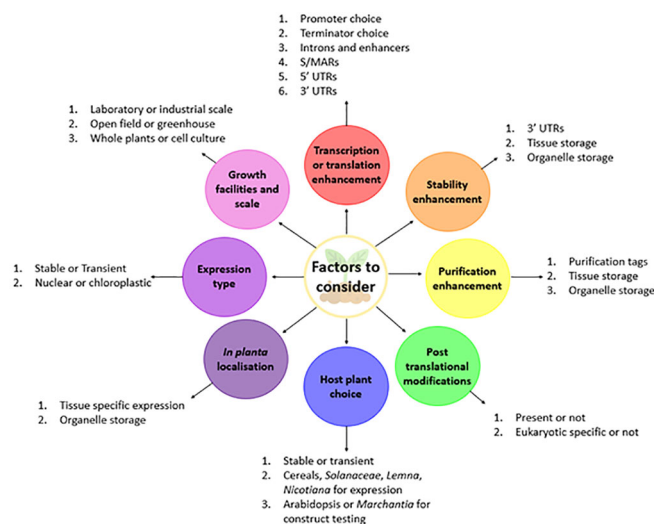 1. Promoter choice
2. Terminator choice
3. Introns and enhancers
4. S/MARs
5. 5' UTRs
6. 3' UTRs
Transcription
or translation
enhancement
1. 3' UTRs
2. Tissue storage
3. Organelle storage
Stability
enhancement
1. Purification tags
2. Tissue storage
3. Organelle storage
Purification
enhancement
Post
translational
modifications
1. Present or not
2. Eukaryotic specific or not
Host plant
choice
1. Stable or transient
2. Cereals, Solanaceae, Lemna,
Nicotiana for expression
3. Arabidopsis or Marchantia for
construct testing
In planta
localisation
1. Tissue specific expression
2. Organelle storage
Expression
type
1. Stable or Transient
2. Nuclear or chloroplastic
Growth facilities
and scale
1. Laboratory or industrial scale
2. Open field or greenhouse
3. Whole plants or cell culture
Factors to
consider